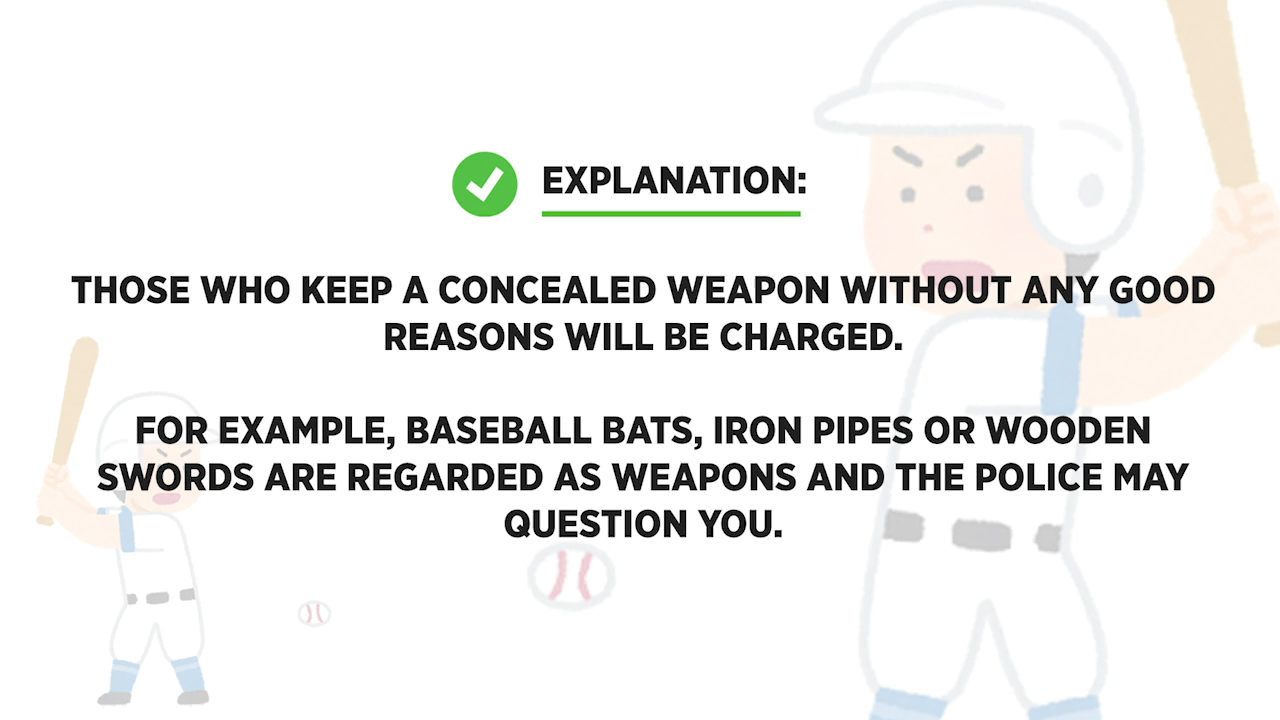 EXPLANATION:
THOSE WHO KEEP A CONCEALED WEAPON WITHOUT ANY GOOD
REASONS WILL BE CHARGED.
FOR EXAMPLE, BASEBALL BATS, IRON PIPES OR WOODEN
SWORDS ARE REGARDED AS WEAPONS AND THE POLICE MAY
QUESTION YOU.